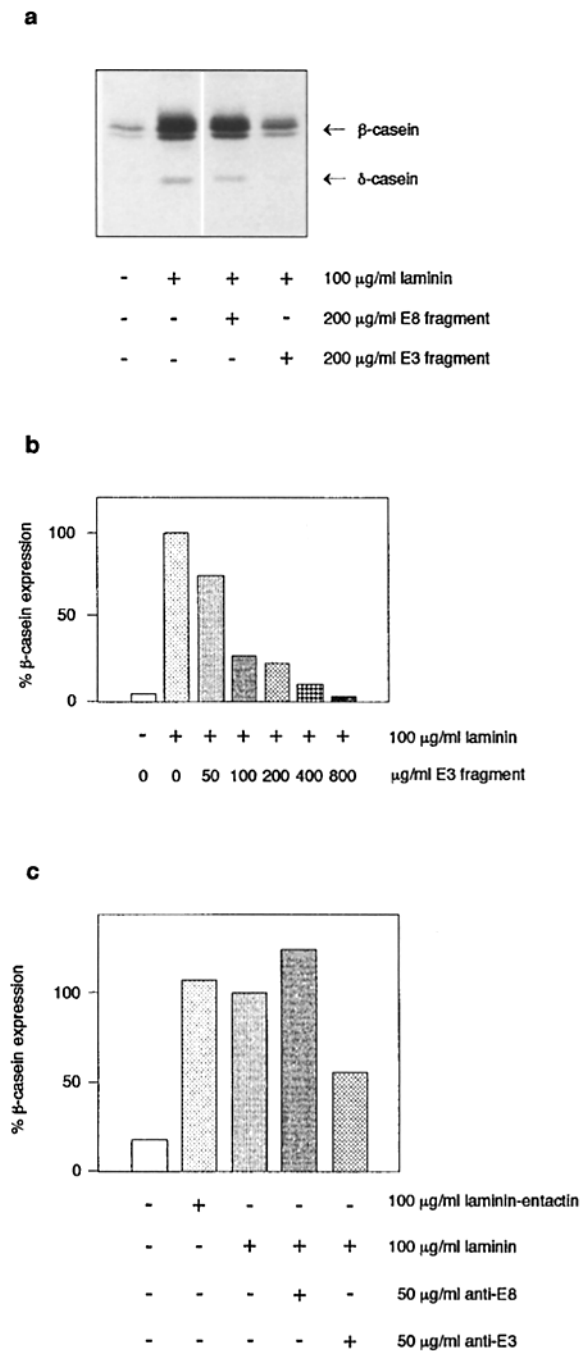 a
← β-casein
← δ-casein
- + + + 100 µg/ml laminin
- - + - 200 µg/ml E8 fragment
- - - + 200 µg/ml E3 fragment
b
% β-casein expression
100
50
0
- + + + + + + 100 µg/ml laminin
0 0 50 100 200 400 800 µg/ml E3 fragment
c
% β-casein expression
100
50
0
- + - - - 100 µg/ml laminin-entactin
- - + + + 100 µg/ml laminin
- - - + - 50 µg/ml anti-E8
- - - - + 50 µg/ml anti-E3